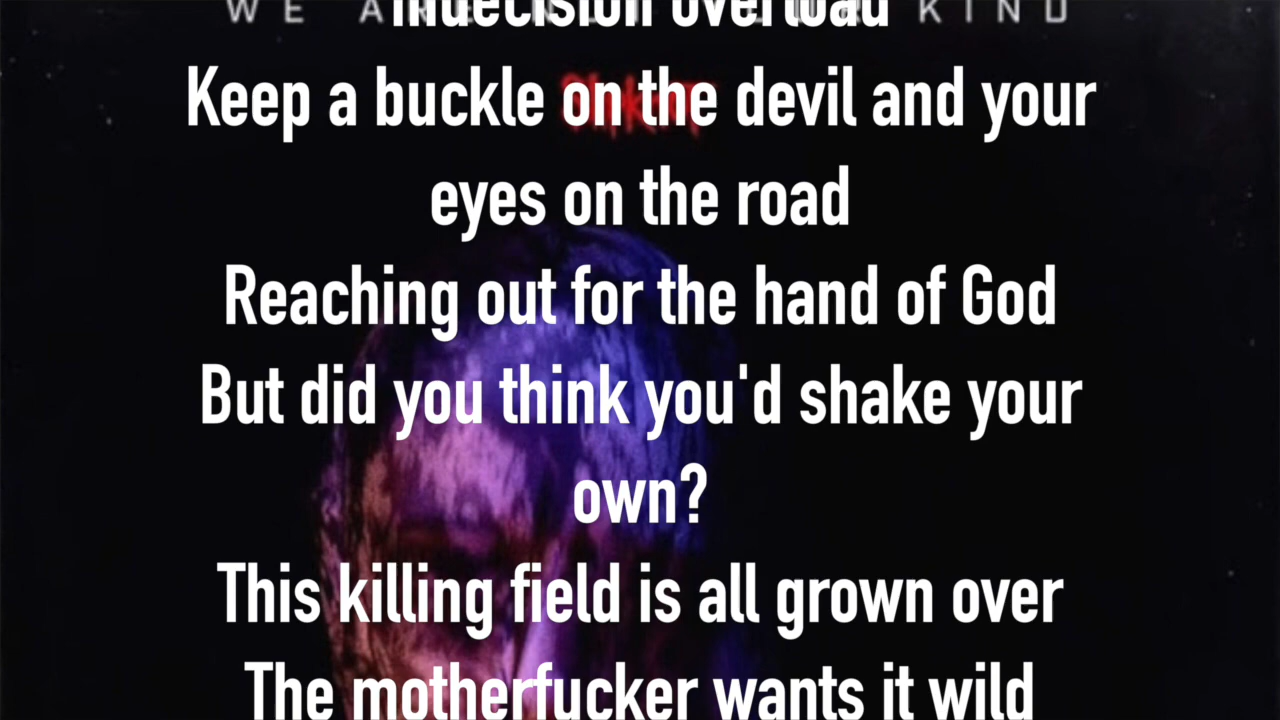 WE ARE NOT YOUR KIND
Indecision overload
Keep a buckle on the devil and your
eyes on the road
Reaching out for the hand of God
But did you think you'd shake your
own?
This killing field is all grown over
The motherfucker wants it wild